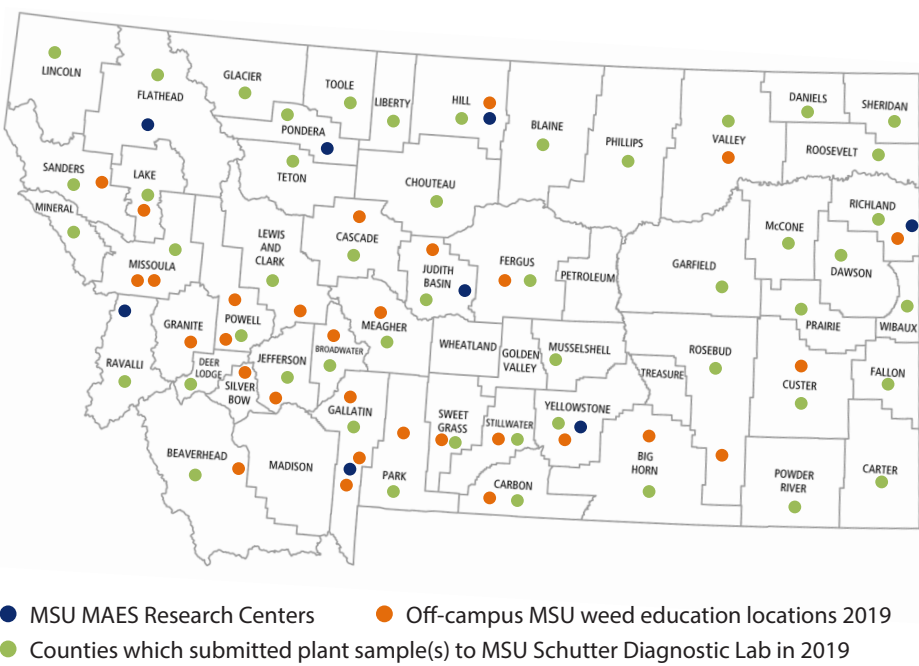 LINCOLN
FLATHEAD
GLACIER
TOOLE
LIBERTY
HILL
BLAINE
PHILLIPS
VALLEY
DANIELS
SHERIDAN
ROOSEVELT
PONDERA
TETON
CHOUTEAU
SANDERS
LAKE
MINERAL
MISSOULA
LEWIS
AND
CLARK
CASCADE
JUDITH
BASIN
FERGUS
PETROLEUM
GARFIELD
McCONE
RICHLAND
DAWSON
PRAIRIE
WIBAUX
RAVALLI
GRANITE
POWELL
DEER
LODGE
SILVER
BOW
JEFFERSON
BROADWATER
MEAGHER
WHEATLAND
GOLDEN
VALLEY
MUSSELSHELL
TREASURE
ROSEBUD
CUSTER
FALLON
BEAVERHEAD
MADISON
GALLATIN
PARK
SWEET
GRASS
STILLWATER
YELLOWSTONE
CARBON
BIG
HORN
POWDER
RIVER
CARTER
MSU MAES Research Centers
Off-campus MSU weed education locations 2019
Counties which submitted plant sample(s) to MSU Schutter Diagnostic Lab in 2019